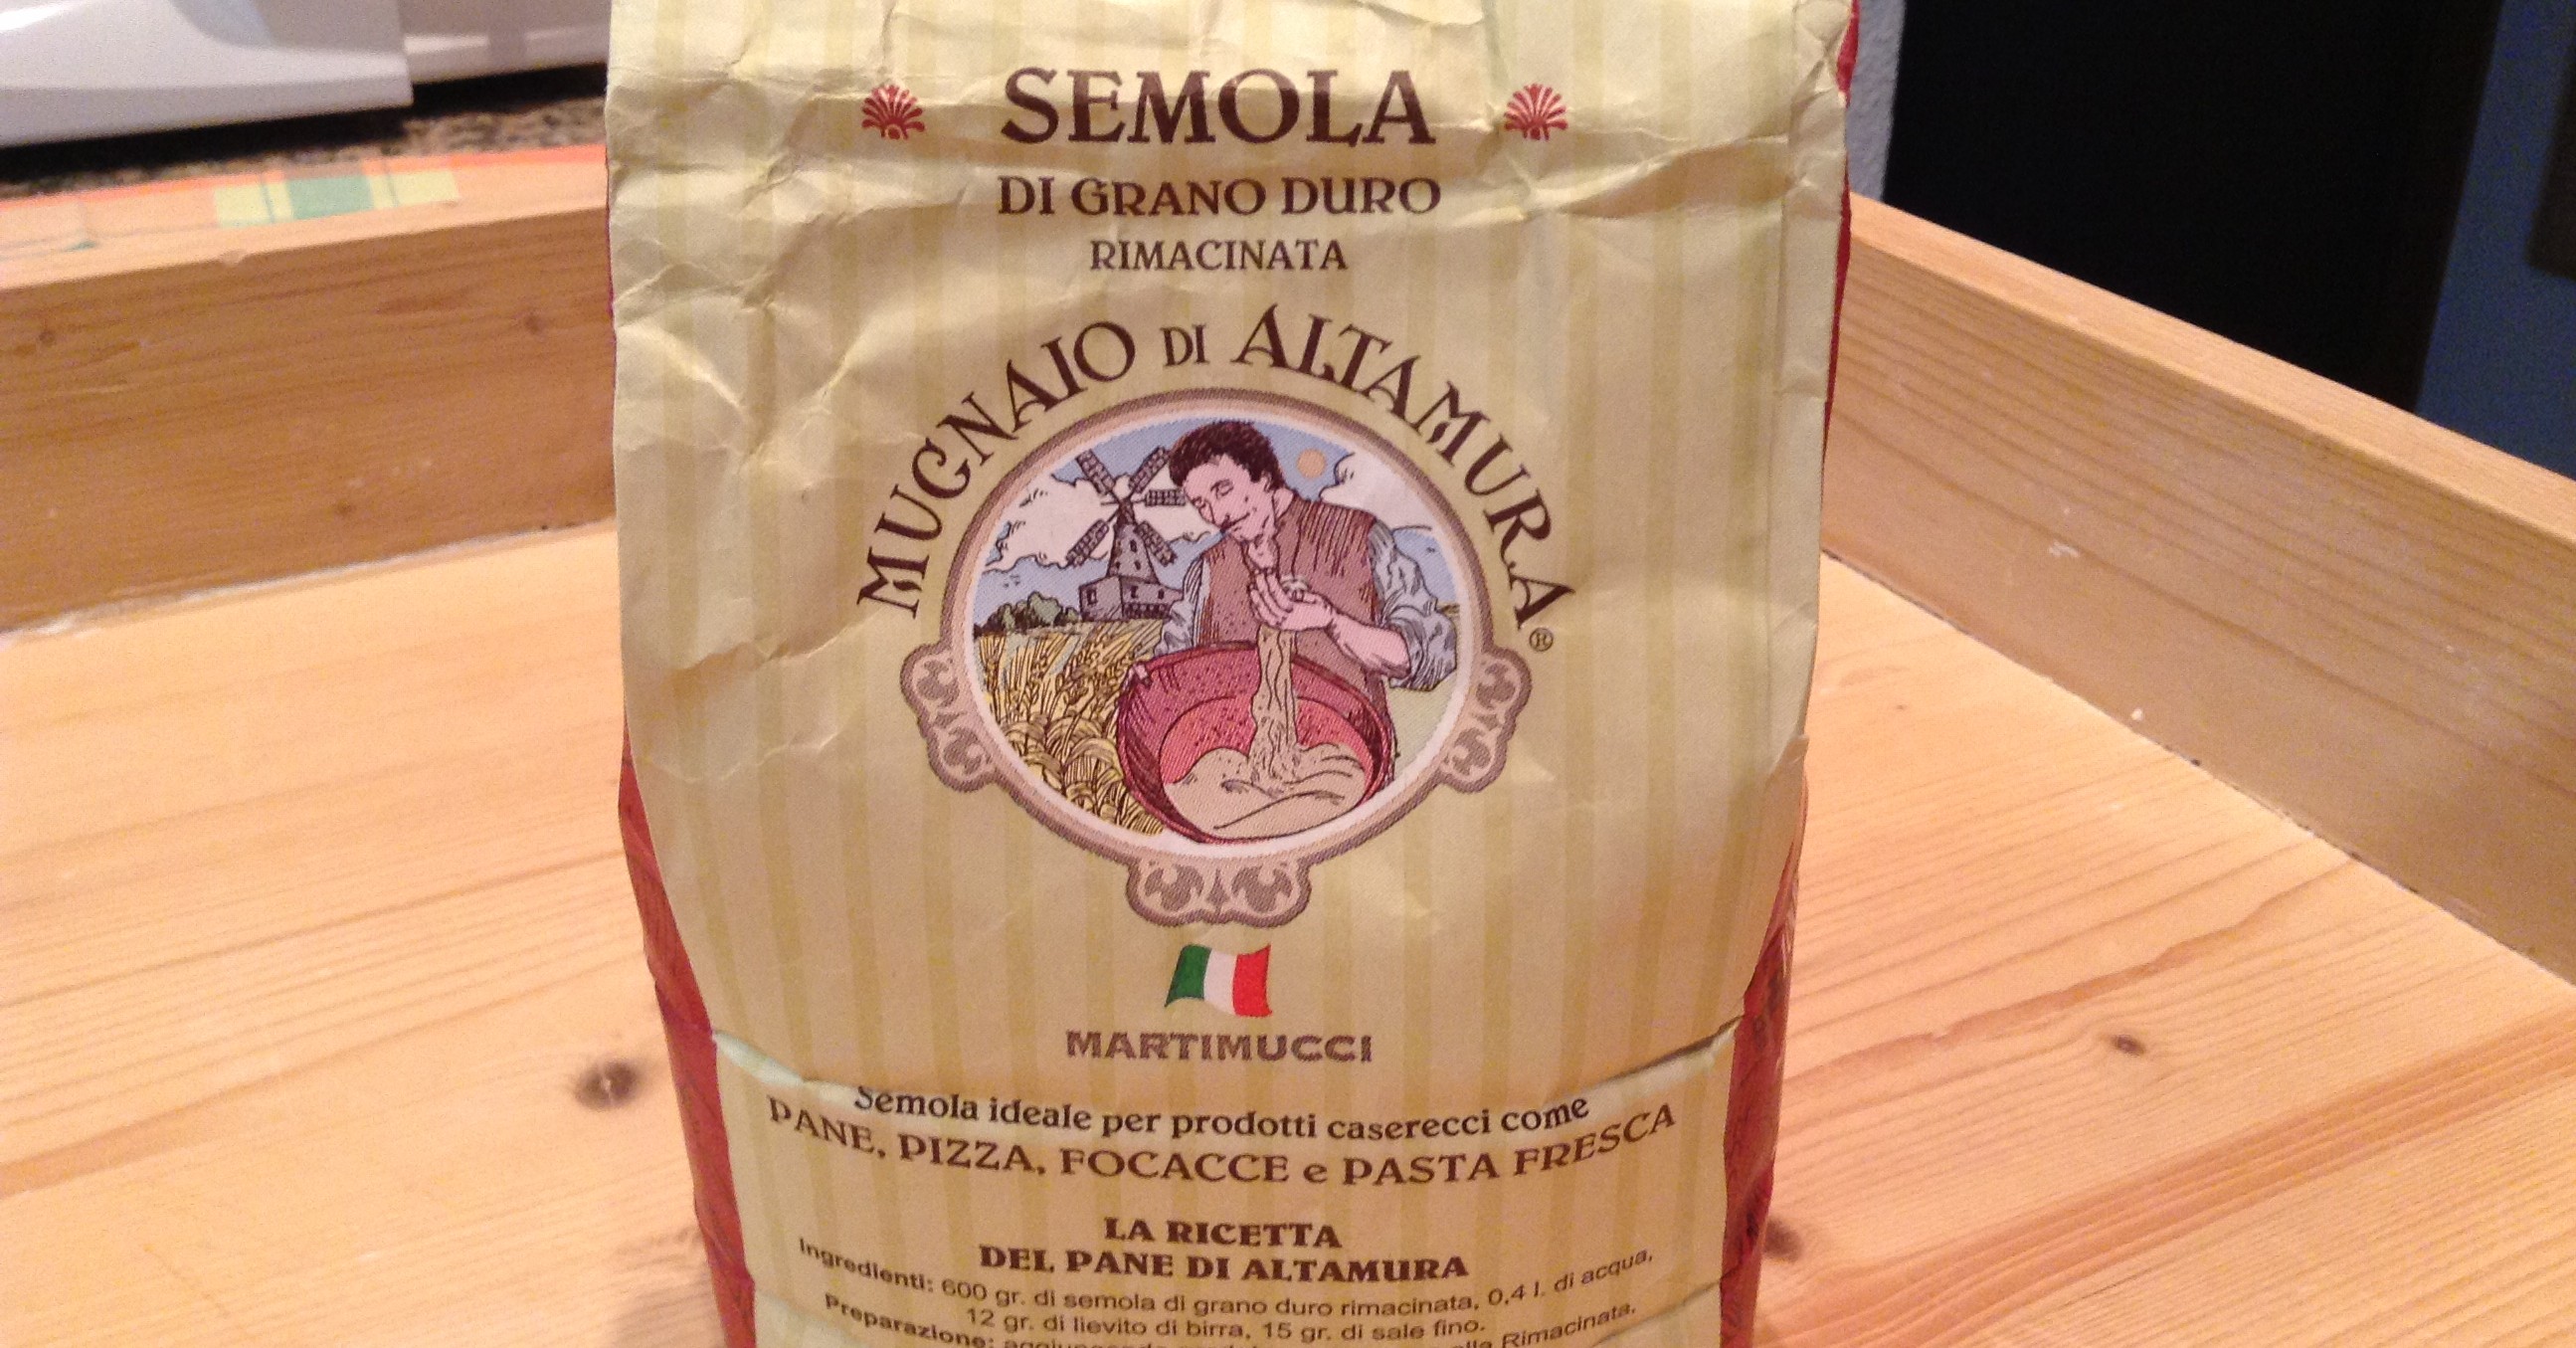 SEMOLA
DI GRANO DURO
RIMACINATA
MUGNAIO DI ALTAMURA®
MARTIMUCCI
Semola ideale per prodotti caserecci come
PANE, PIZZA, FOCACCE e PASTA FRESCA
LA RICETTA
DEL PANE DI ALTAMURA
Ingredienti: 600 gr. di semola di grano duro rimacinata, 0,4 l. di acqua,
12 gr. di lievito di birra, 15 gr. di sale fino.
Preparazione: Rimacinata,